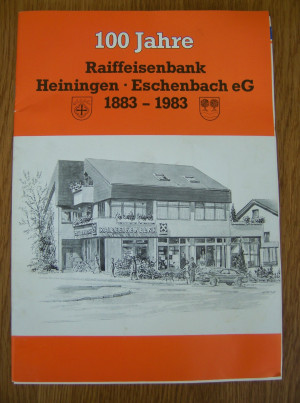 100 Jahre
Raiffeisenbank
Heiningen · Eschenbach eG
1883 – 1983